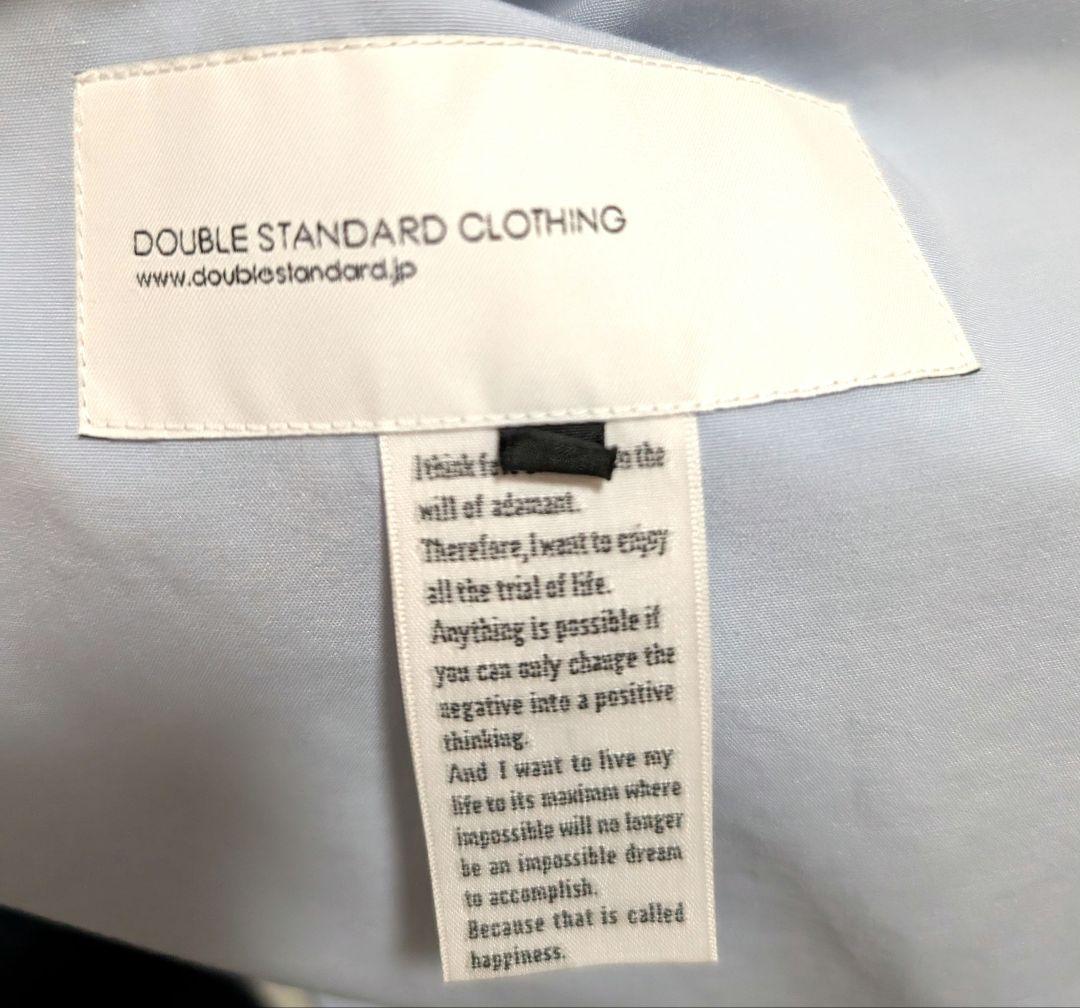 DOUBLE STANDARD CLOTHING
www.doublestandard.jp
I think to the
will of adamant.
Therefore, I want to enjoy
all the trial of life.
Anything is possible if
you can only change the
negative into a positive
thinking.
And I want to live my
life to its maximm where
impossible will no longer
be an impossible dream
to accomplish.
Because that is called
happiness.